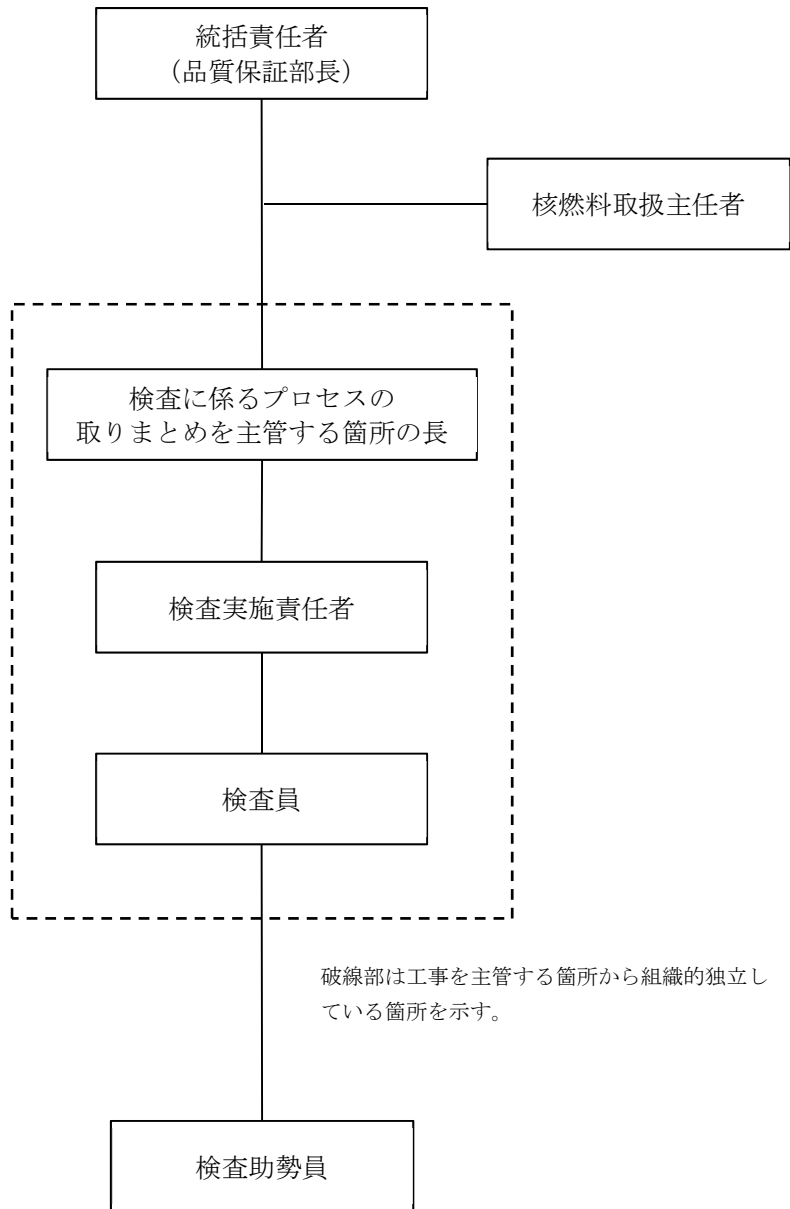 統括責任者
（品質保証部長）
核燃料取扱主任者
検査に係るプロセスの
取りまとめを主管する箇所の長
検査実施責任者
検査員
破線部は工事を主管する箇所から組織的独立し
ている箇所を示す。
検査助勢員